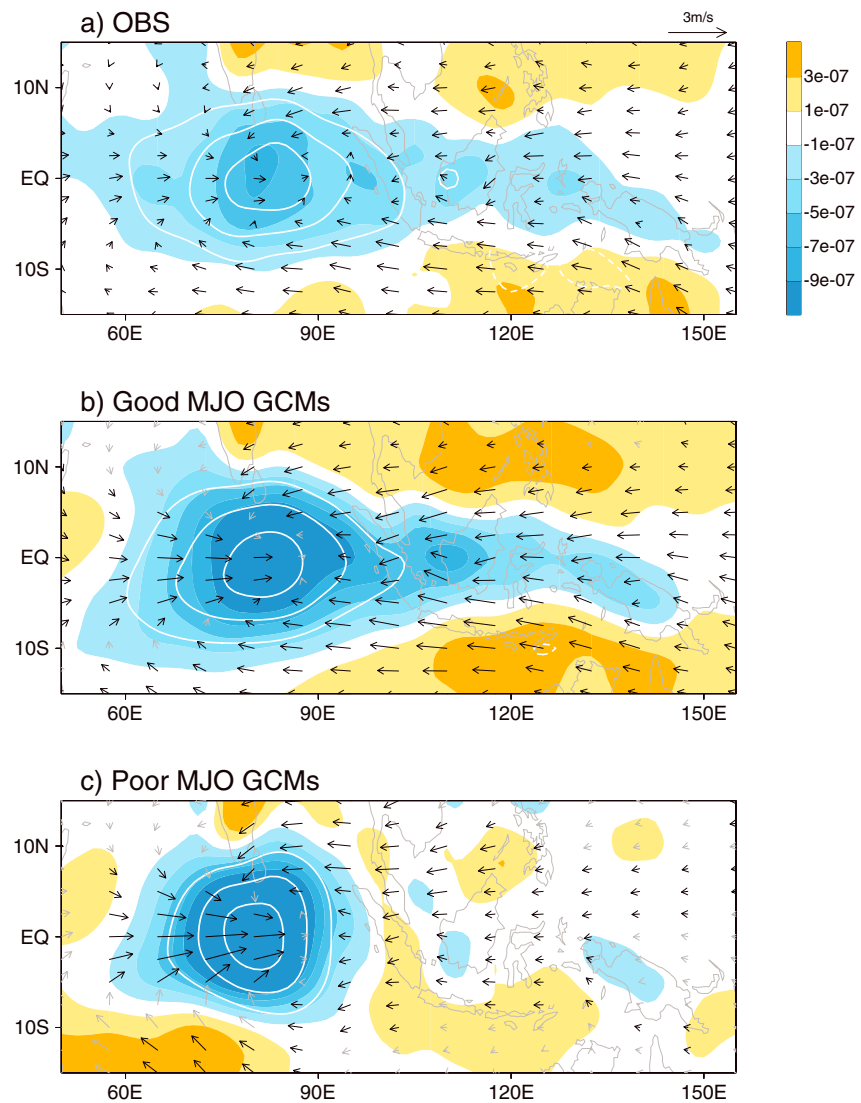 a) OBS
3m/s
10N
EQ
10S
60E 90E 120E 150E
3e-07
1e-07
-1e-07
-3e-07
-5e-07
-7e-07
-9e-07
b) Good MJO GCMs
10N
EQ
10S
60E 90E 120E 150E
c) Poor MJO GCMs
10N
EQ
10S
60E 90E 120E 150E